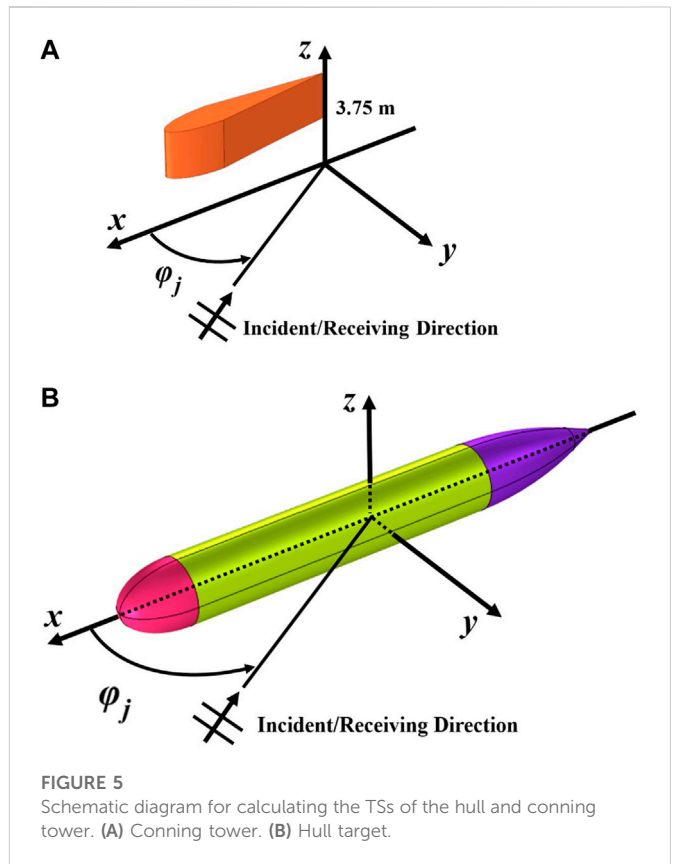 A
z
3.75 m
x
y
φj
Incident/Receiving Direction
B
z
x
y
φj
Incident/Receiving Direction
FIGURE 5
Schematic diagram for calculating the TSs of the hull and conning
tower. (A) Conning tower. (B) Hull target.